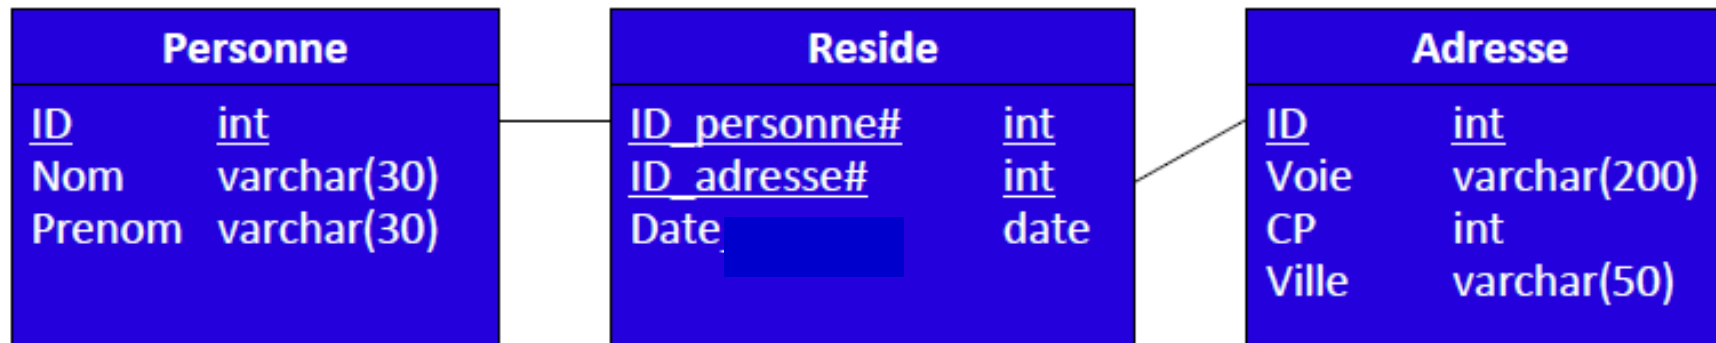 Personne
ID int
Nom varchar(30)
Prenom varchar(30)
Reside
ID_personne# int
ID_adresse# int
Date date
Adresse
ID int
Voie varchar(200)
CP int
Ville varchar(50)